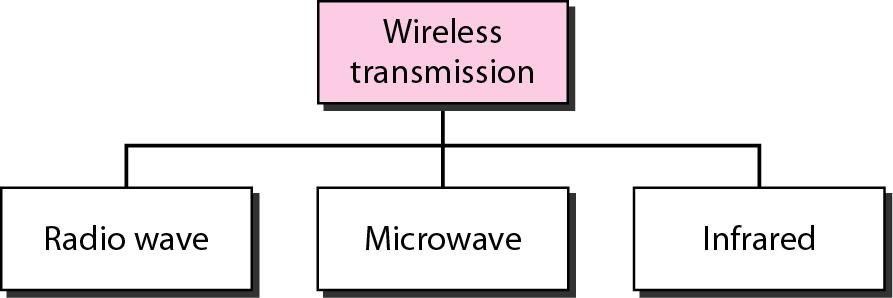 Wireless
transmission
Radio wave
Microwave
Infrared